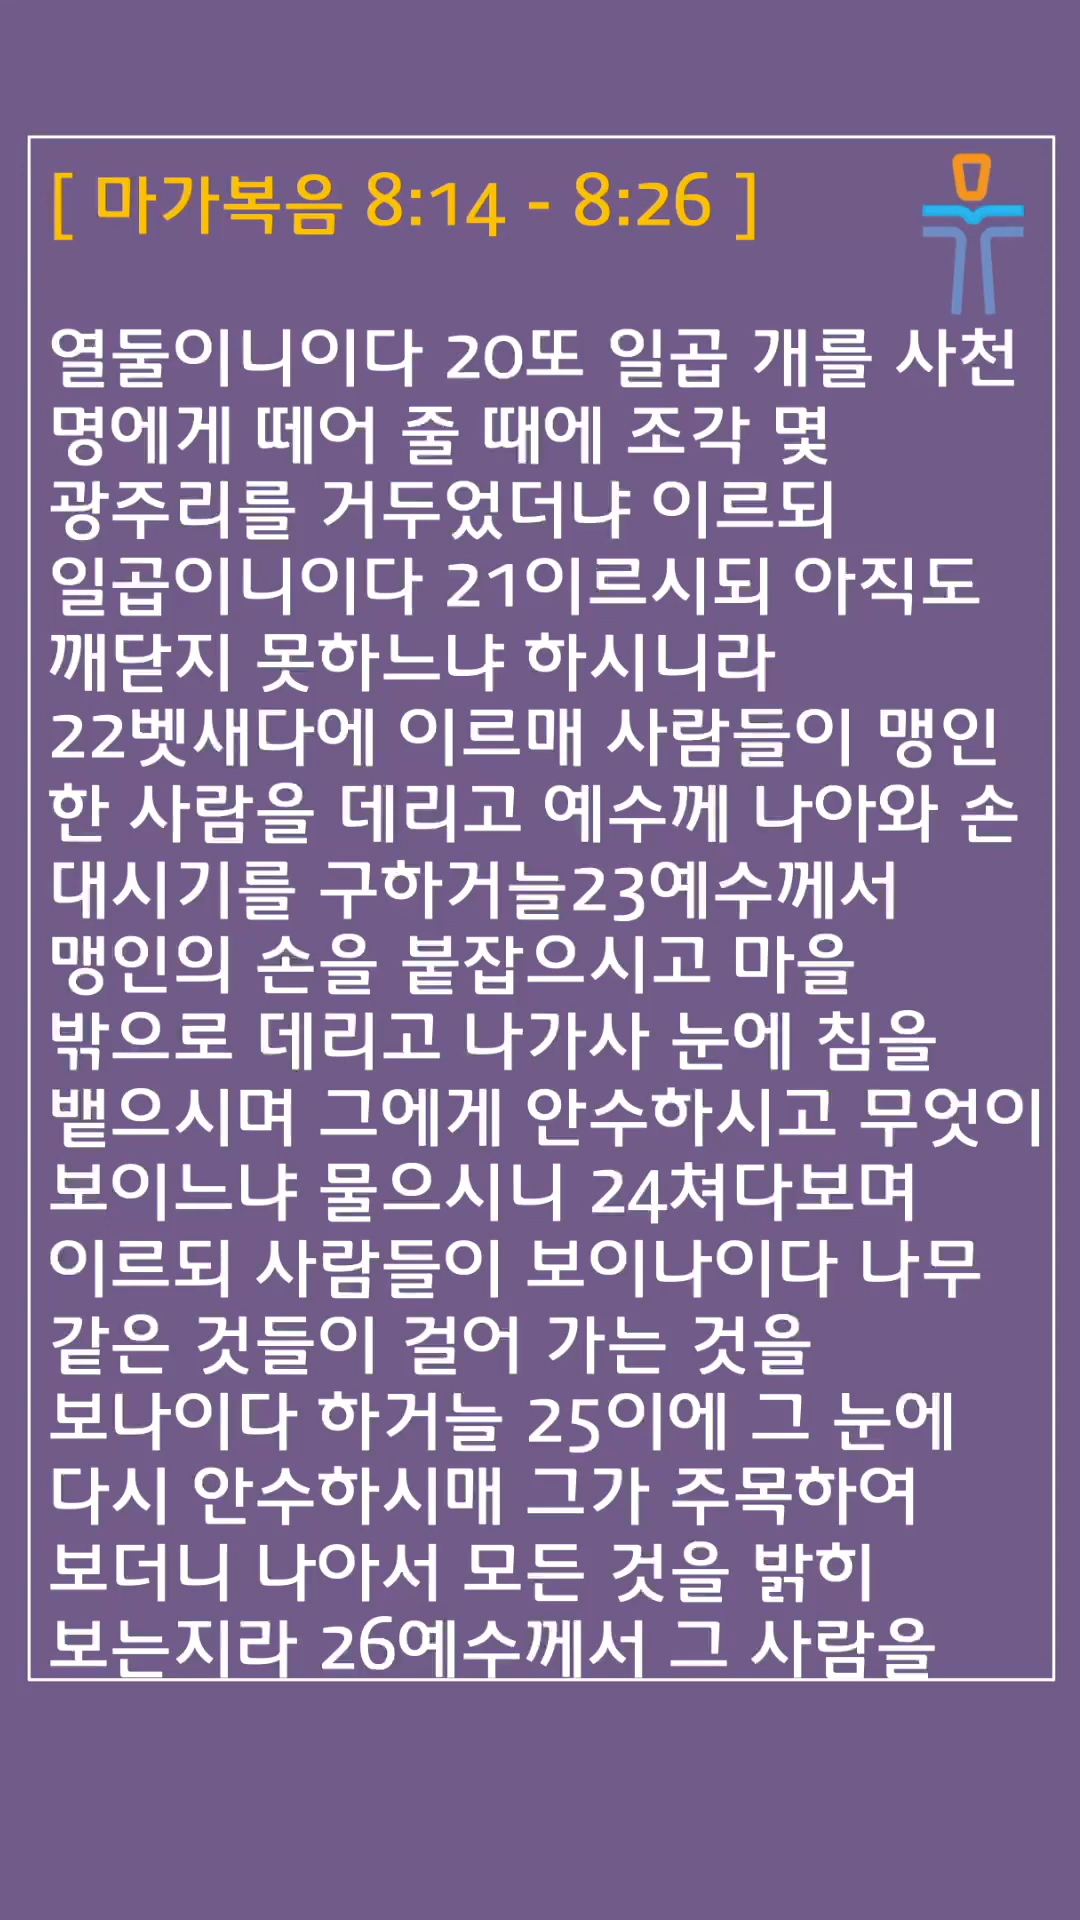 [ 마가복음 8:14 - 8:26 ]
열둘이니이다 20또 일곱 개를 사천
명에게 떼어 줄 때에 조각 몇
광주리를 거두었더냐 이르되
일곱이니이다 21이르시되 아직도
깨닫지 못하느냐 하시니라
22벳새다에 이르매 사람들이 맹인
한 사람을 데리고 예수께 나아와 손
대시기를 구하거늘23예수께서
맹인의 손을 붙잡으시고 마을
밖으로 데리고 나가사 눈에 침을
뱉으시며 그에게 안수하시고 무엇이
보이느냐 물으시니 24쳐다보며
이르되 사람들이 보이나이다 나무
같은 것들이 걸어 가는 것을
보나이다 하거늘 25이에 그 눈에
다시 안수하시매 그가 주목하여
보더니 나아서 모든 것을 밝히
보는지라 26예수께서 그 사람을